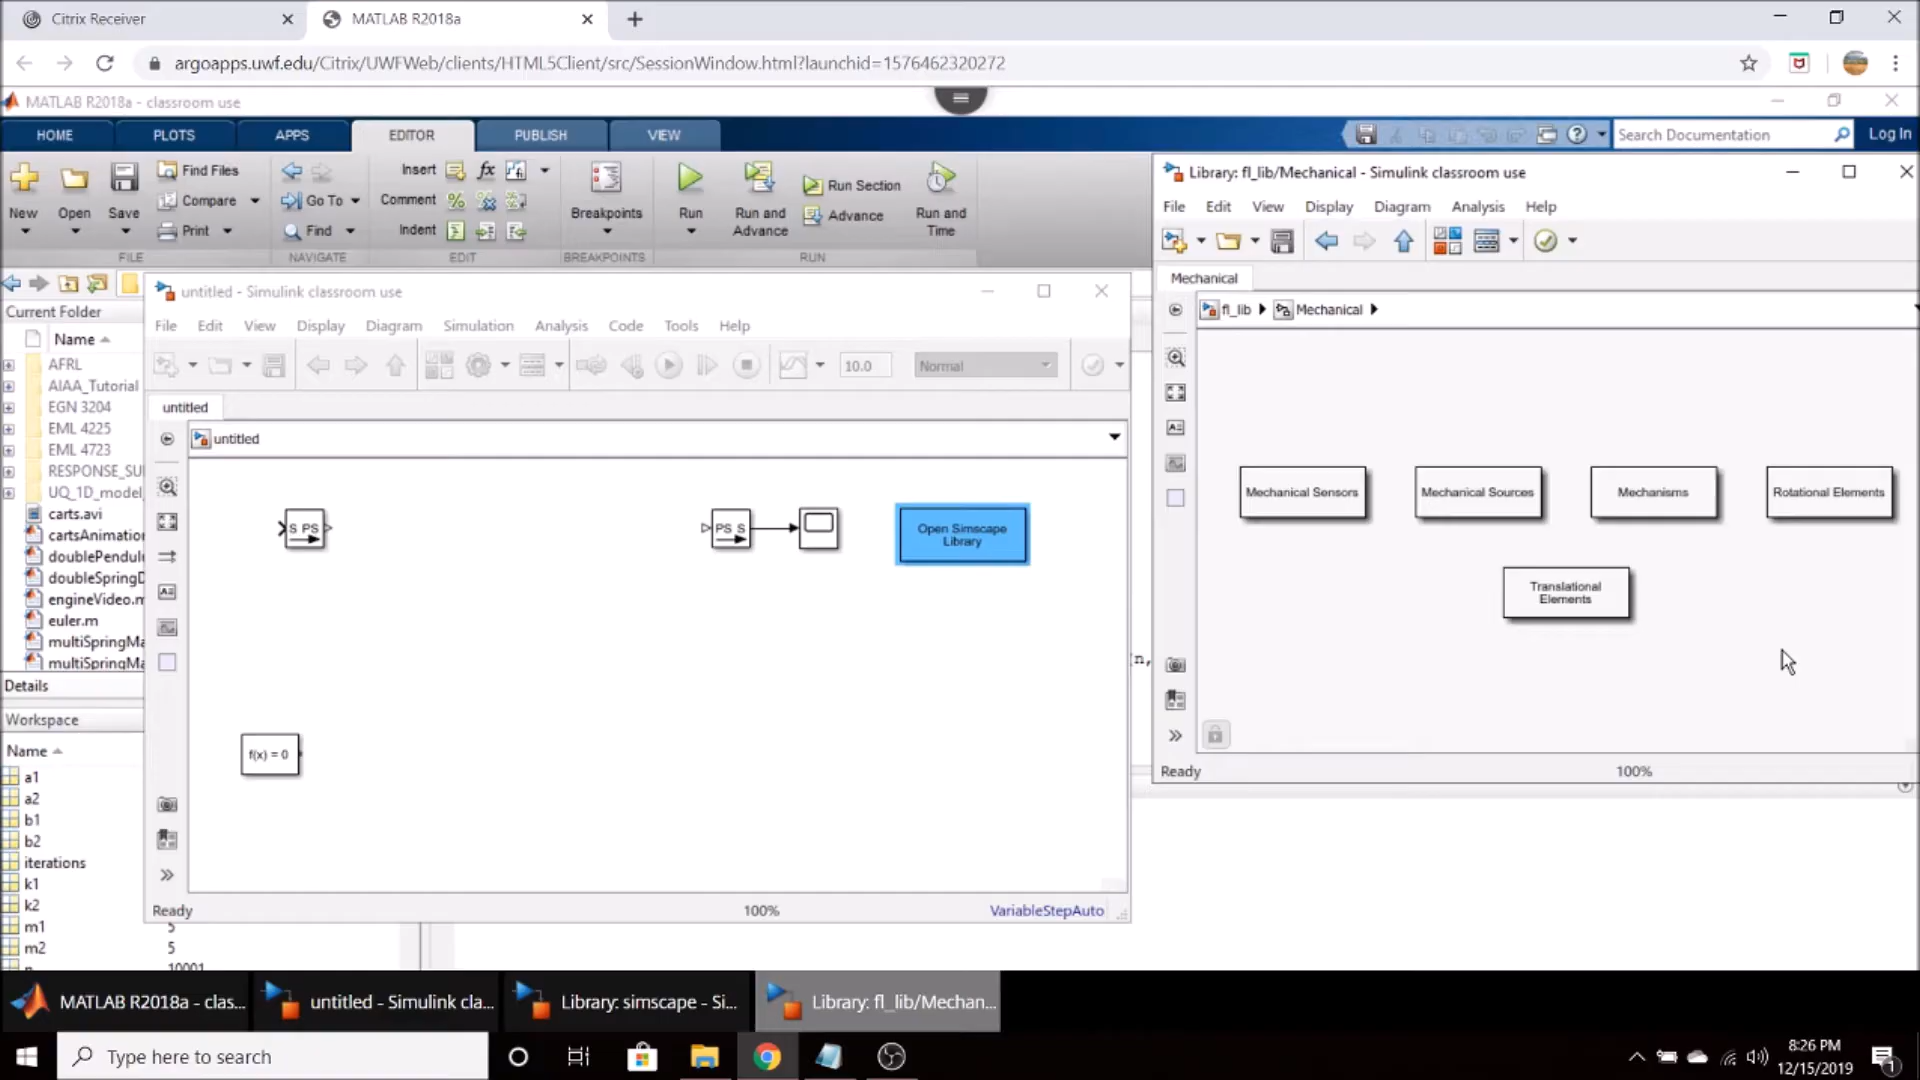 Citrix Receiver
MATLAB R2018a
argoapps.uwf.edu/Citrix/UWFWeb/clients/HTML5Client/src/SessionWindow.html?launchid=1576462320272
MATLAB R2018a - classroom use
HOME PLOTS APPS EDITOR PUBLISH VIEW
Search Documentation Log In
New Open Save
Find Files
Compare
Print
FILE
Go To
Find
NAVIGATE
Insert fx
Comment
Indent
EDIT
Breakpoints
BREAKPOINTS
Run
Run and
Advance
Run Section
Advance
Run and
Time
RUN
Current Folder
Name
AFRL
AIAA_Tutorial
EGN 3204
EML 4225
EML 4723
RESPONSE_SU
UQ_1D_model_
carts.avi
cartsAnimation
doublePendul
doubleSpringD
engineVideo.m
euler.m
multiSpringMa
multiSpringMa
Details
Workspace
Name
a1
a2
b1
b2
iterations
k1
k2
m1 5
m2 5
10001
untitled - Simulink classroom use
File Edit View Display Diagram Simulation Analysis Code Tools Help
10.0 Normal
untitled
untitled
S PS
PS S
Open Simscape
Library
f(x) = 0
Ready 100% VariableStepAuto
Library: fl_lib/Mechanical - Simulink classroom use
File Edit View Display Diagram Analysis Help
Mechanical
fl_lib Mechanical
Mechanical Sensors
Mechanical Sources
Mechanisms
Rotational Elements
Translational
Elements
Ready 100%
MATLAB R2018a - clas...
untitled - Simulink cla...
Library: simscape - Si...
Library: fl_lib/Mechan...
Type here to search
8:26 PM
12/15/2019
1